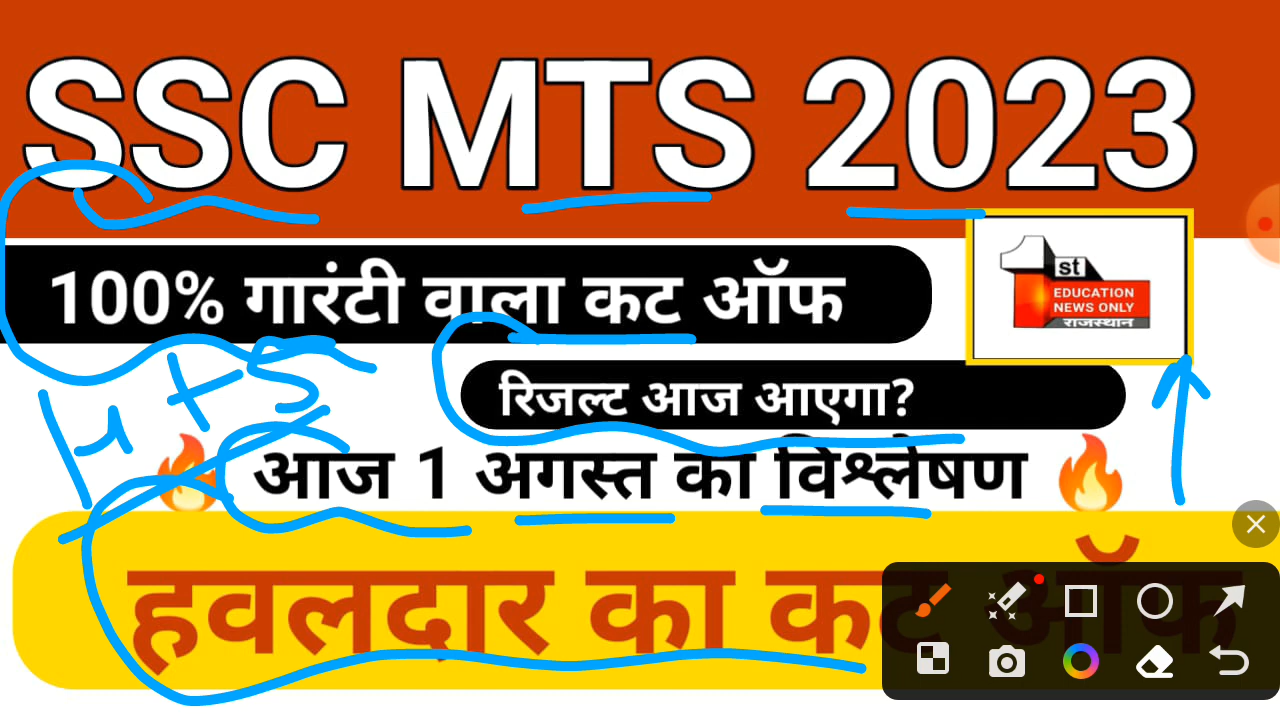 SSC MTS 2023
100% गारंटी वाला कट ऑफ
1st
EDUCATION
NEWS ONLY
राजस्थान
रिजल्ट आज आएगा?
आज 1 अगस्त का विश्लेषण
हवलदार का कट ऑफ